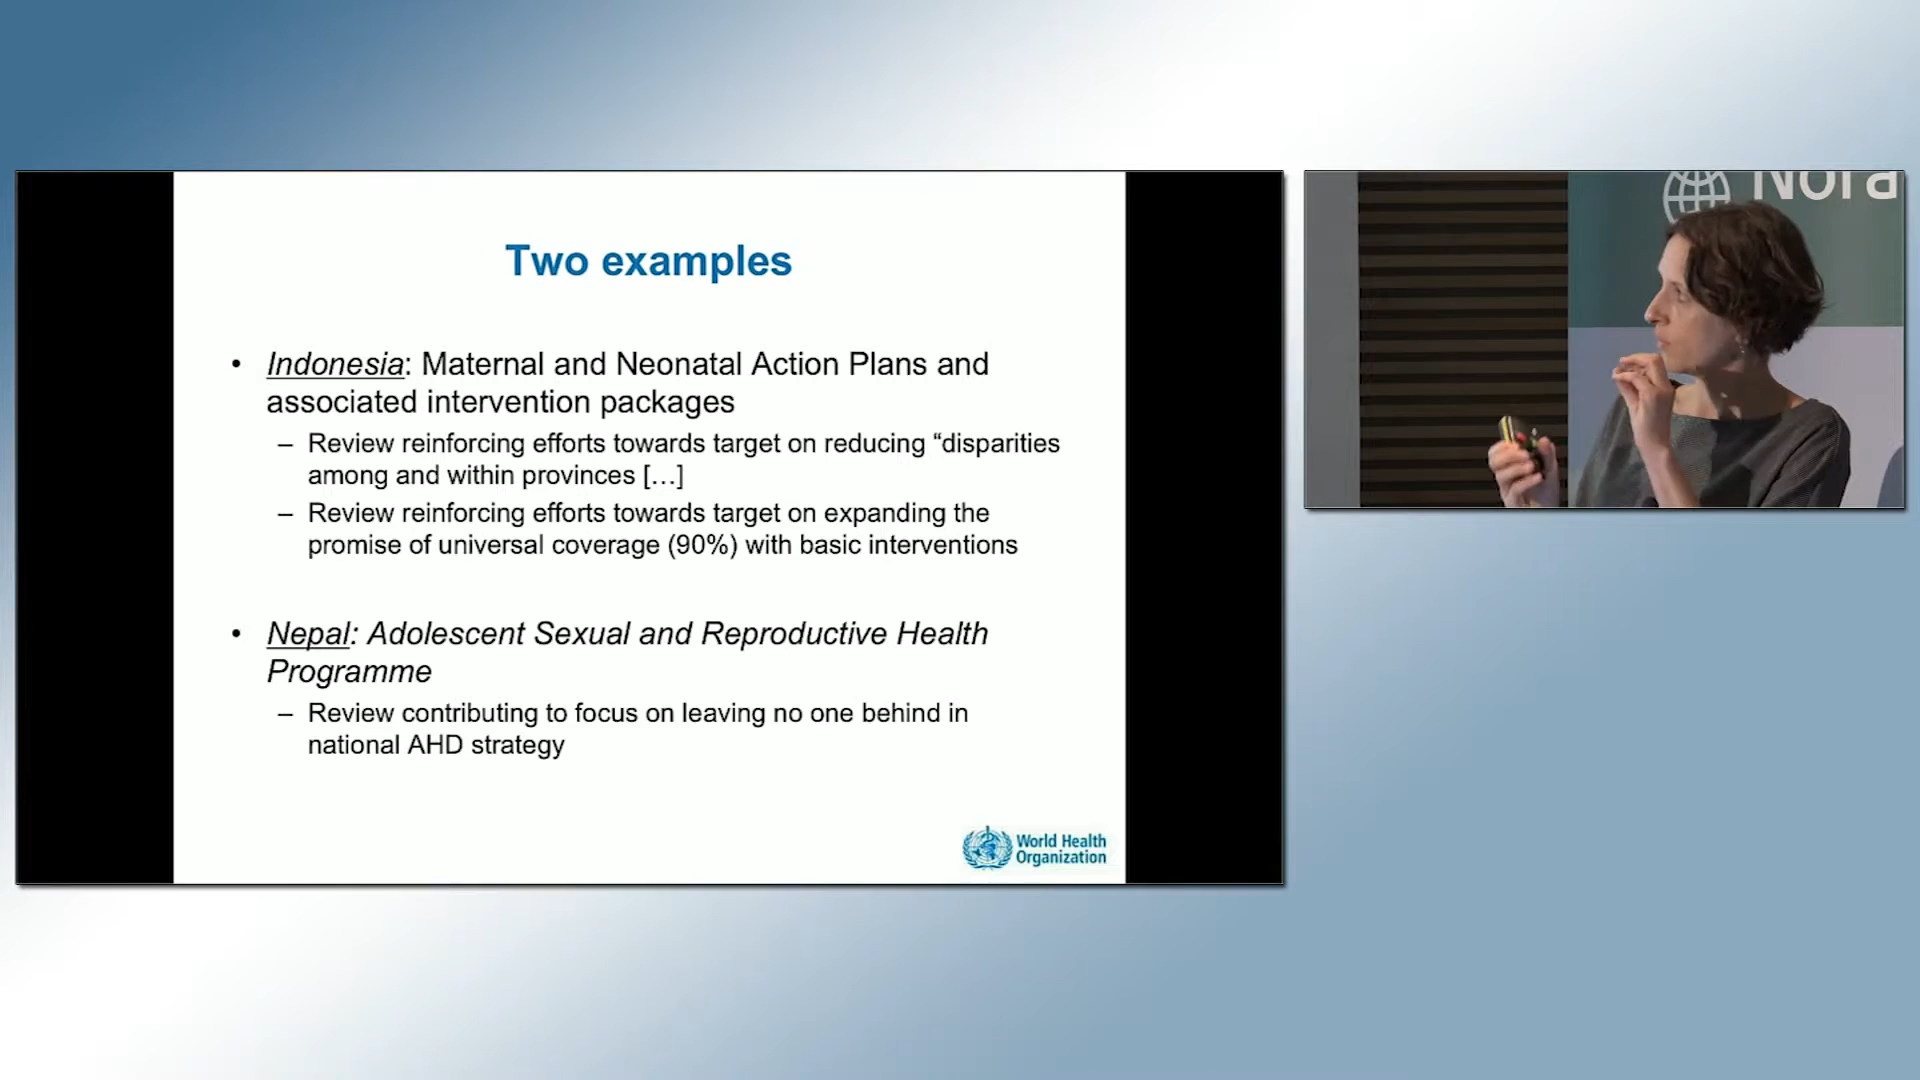 Two examples
• Indonesia: Maternal and Neonatal Action Plans and
associated intervention packages
– Review reinforcing efforts towards target on reducing “disparities
among and within provinces […]
– Review reinforcing efforts towards target on expanding the
promise of universal coverage (90%) with basic interventions
• Nepal: Adolescent Sexual and Reproductive Health
Programme
– Review contributing to focus on leaving no one behind in
national AHD strategy
World Health
Organization
Nora